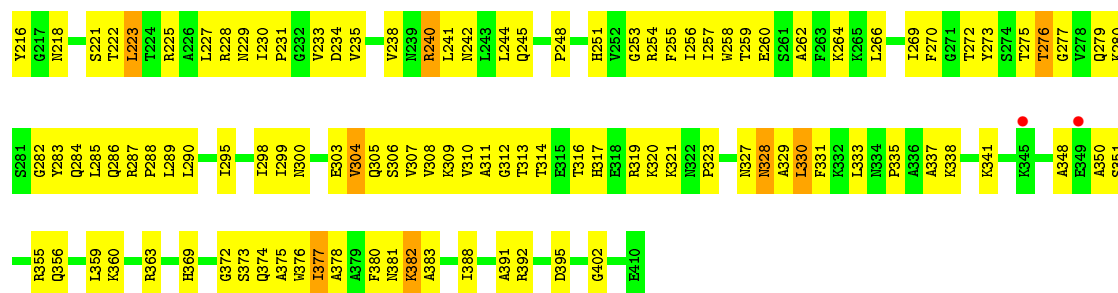 Y216 G217 N218 S221 T222 L223 T224 R225 A226 L227 R228 N229 I230 P231 G232 V233 D234 V235 V238 N239 R240 L241 N242 L243 L244 Q245 P248 H251 V252 G253 R254 F255 I256 I257 W258 T259 E260 S261 A262 F263 K264 K265 L266 I269 F270 G271 T272 Y273 S274 T275 T276 G277 V278 Q279 K280
S281 G282 Y283 Q284 L285 Q286 R287 P288 L289 L290 I295 I298 I299 N300 E303 V304 Q305 S306 V307 V308 K309 V310 A311 G312 T313 T314 E315 T316 H317 E318 R319 K320 K321 N322 P323 N327 N328 A329 L330 F331 K332 L333 N334 P335 A336 A337 K338 K341 K345 A348 E349 A350 S351
R355 Q356 L359 K360 R363 H369 G372 S373 Q374 A375 W376 I377 A378 A379 F380 N381 K382 A383 I388 A391 R392 D395 G402 E410